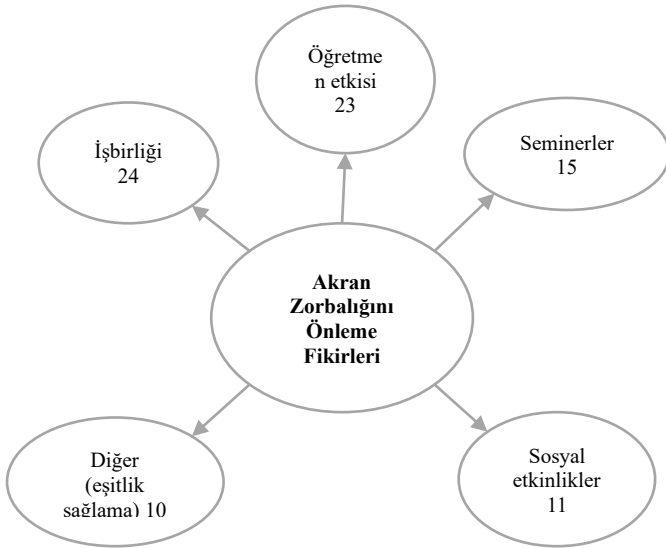 Öğretme
n etkisi
23
İşbirliği
24
Seminerler
15
Akran
Zorbalığını
Önleme
Fikirleri
Diğer
(eşitlik
sağlama) 10
Sosyal
etkinlikler
11